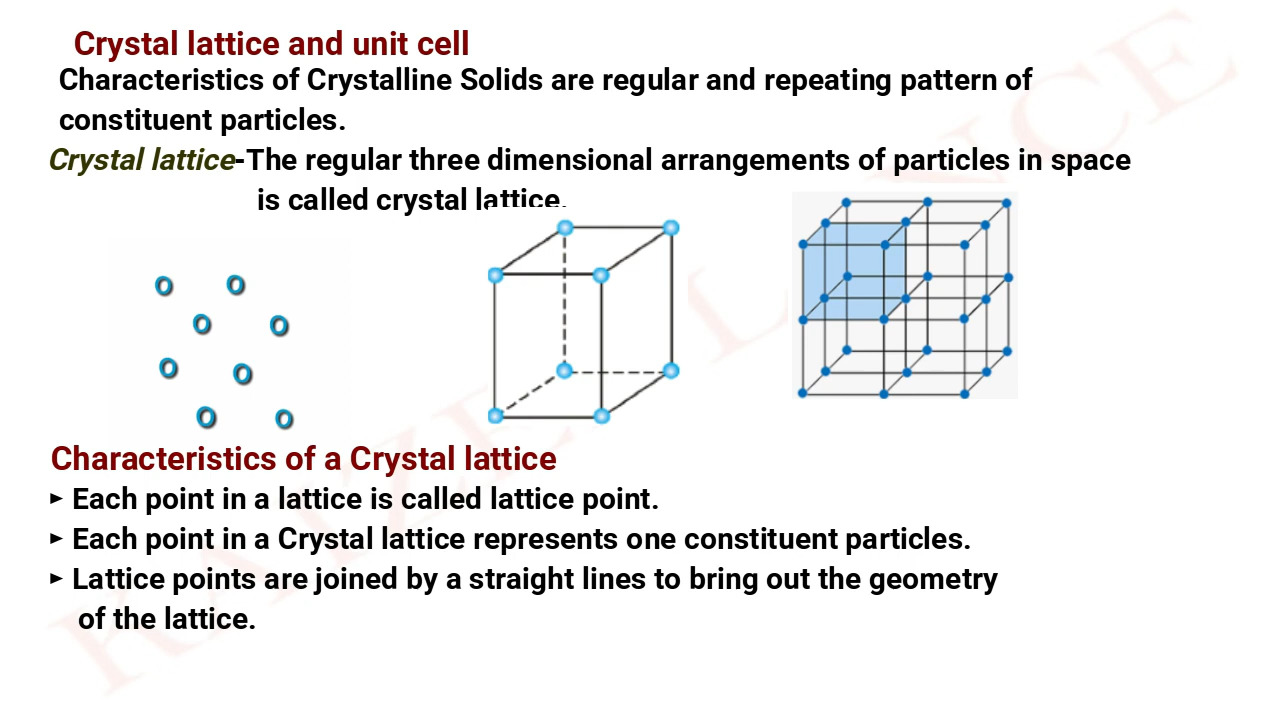 Crystal lattice and unit cell
Characteristics of Crystalline Solids are regular and repeating pattern of
constituent particles.
Crystal lattice-The regular three dimensional arrangements of particles in space
is called crystal lattice.
Characteristics of a Crystal lattice
► Each point in a lattice is called lattice point.
► Each point in a Crystal lattice represents one constituent particles.
► Lattice points are joined by a straight lines to bring out the geometry
of the lattice.